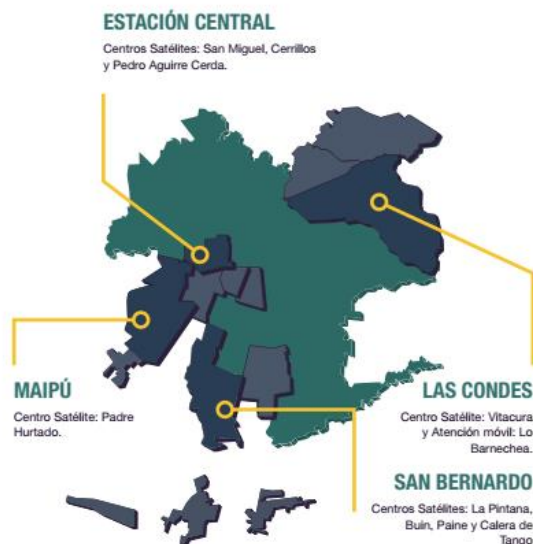 ESTACIÓN CENTRAL
Centros Satélites: San Miguel, Cerrillos
y Pedro Aguirre Cerda.
MAIPÚ
Centro Satélite: Padre
Hurtado.
LAS CONDES
Centro Satélite: Vitacura
y Atención móvil: Lo
Barnechea.
SAN BERNARDO
Centros Satélites: La Pintana,
Buin, Paine y Calera de
Tango